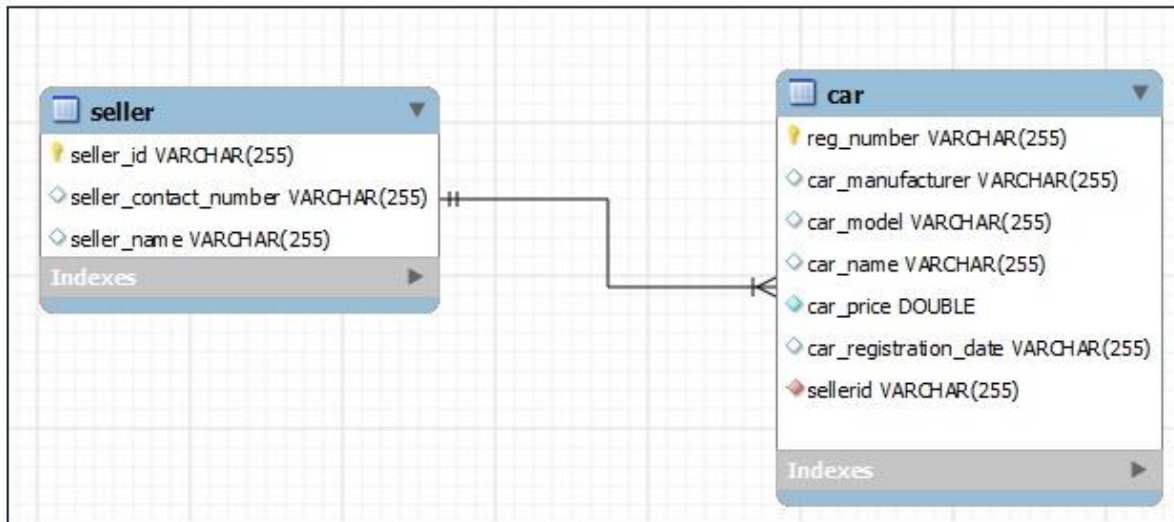 seller
seller_id VARCHAR(255)
seller_contact_number VARCHAR(255)
seller_name VARCHAR(255)
Indexes
car
reg_number VARCHAR(255)
car_manufacturer VARCHAR(255)
car_model VARCHAR(255)
car_name VARCHAR(255)
car_price DOUBLE
car_registration_date VARCHAR(255)
sellerid VARCHAR(255)
Indexes